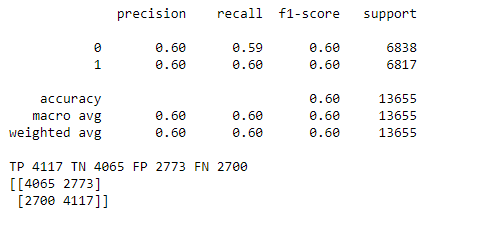 precision recall f1-score support
0 0.60 0.59 0.60 6838
1 0.60 0.60 0.60 6817
accuracy 0.60 13655
macro avg 0.60 0.60 0.60 13655
weighted avg 0.60 0.60 0.60 13655
TP 4117 TN 4065 FP 2773 FN 2700
[[4065 2773]
[2700 4117]]